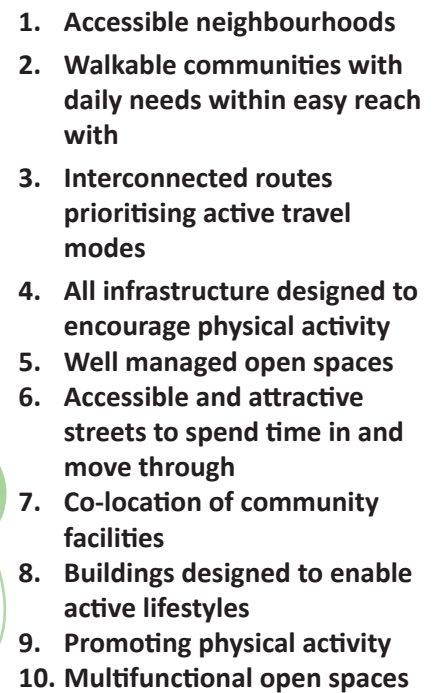 1. Accessible neighbourhoods
2. Walkable communities with
daily needs within easy reach
with
3. Interconnected routes
prioritising active travel
modes
4. All infrastructure designed to
encourage physical activity
5. Well managed open spaces
6. Accessible and attractive
streets to spend time in and
move through
7. Co-location of community
facilities
8. Buildings designed to enable
active lifestyles
9. Promoting physical activity
10. Multifunctional open spaces